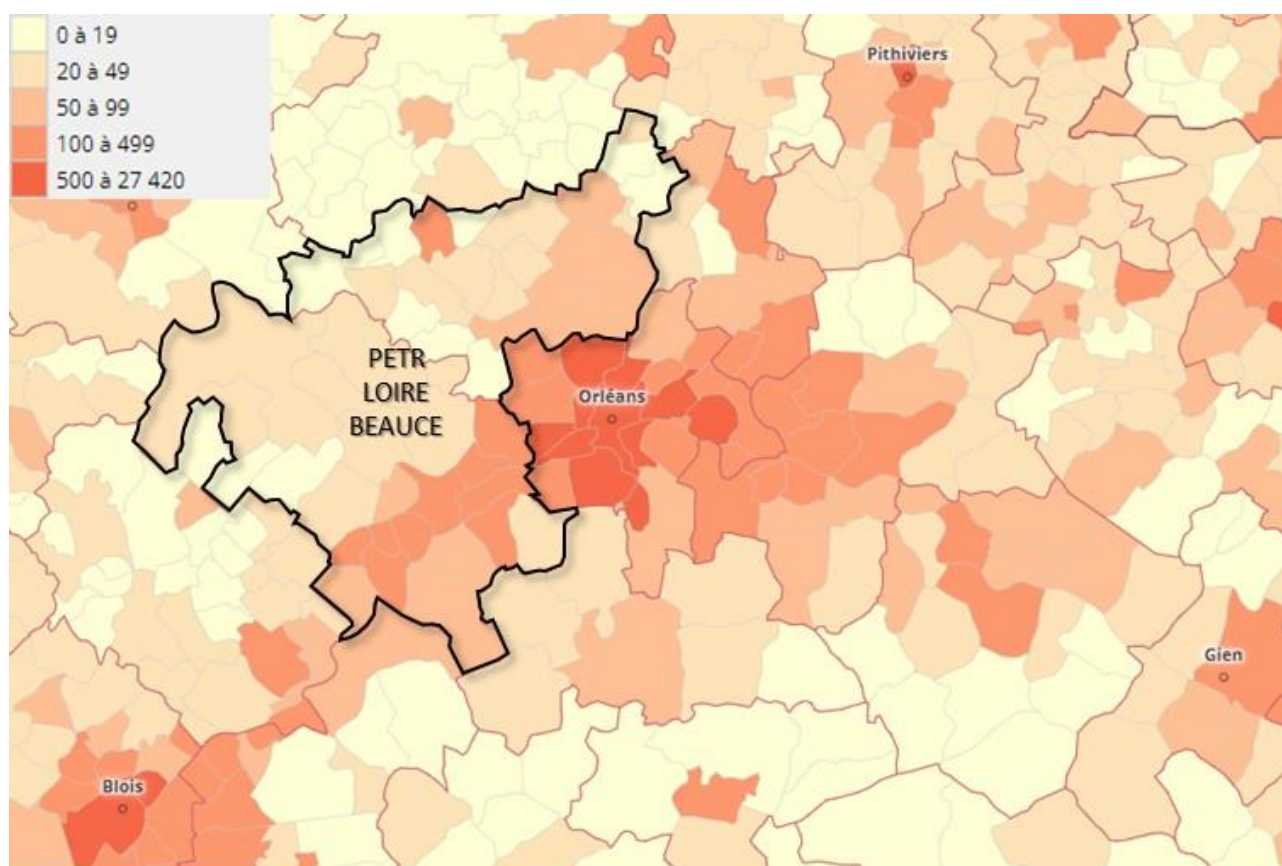 0 à 19
20 à 49
50 à 99
100 à 499
500 à 27 420
Pithiviers
PETR
LOIRE
BEAUCE
Orléans
Gien
Blois